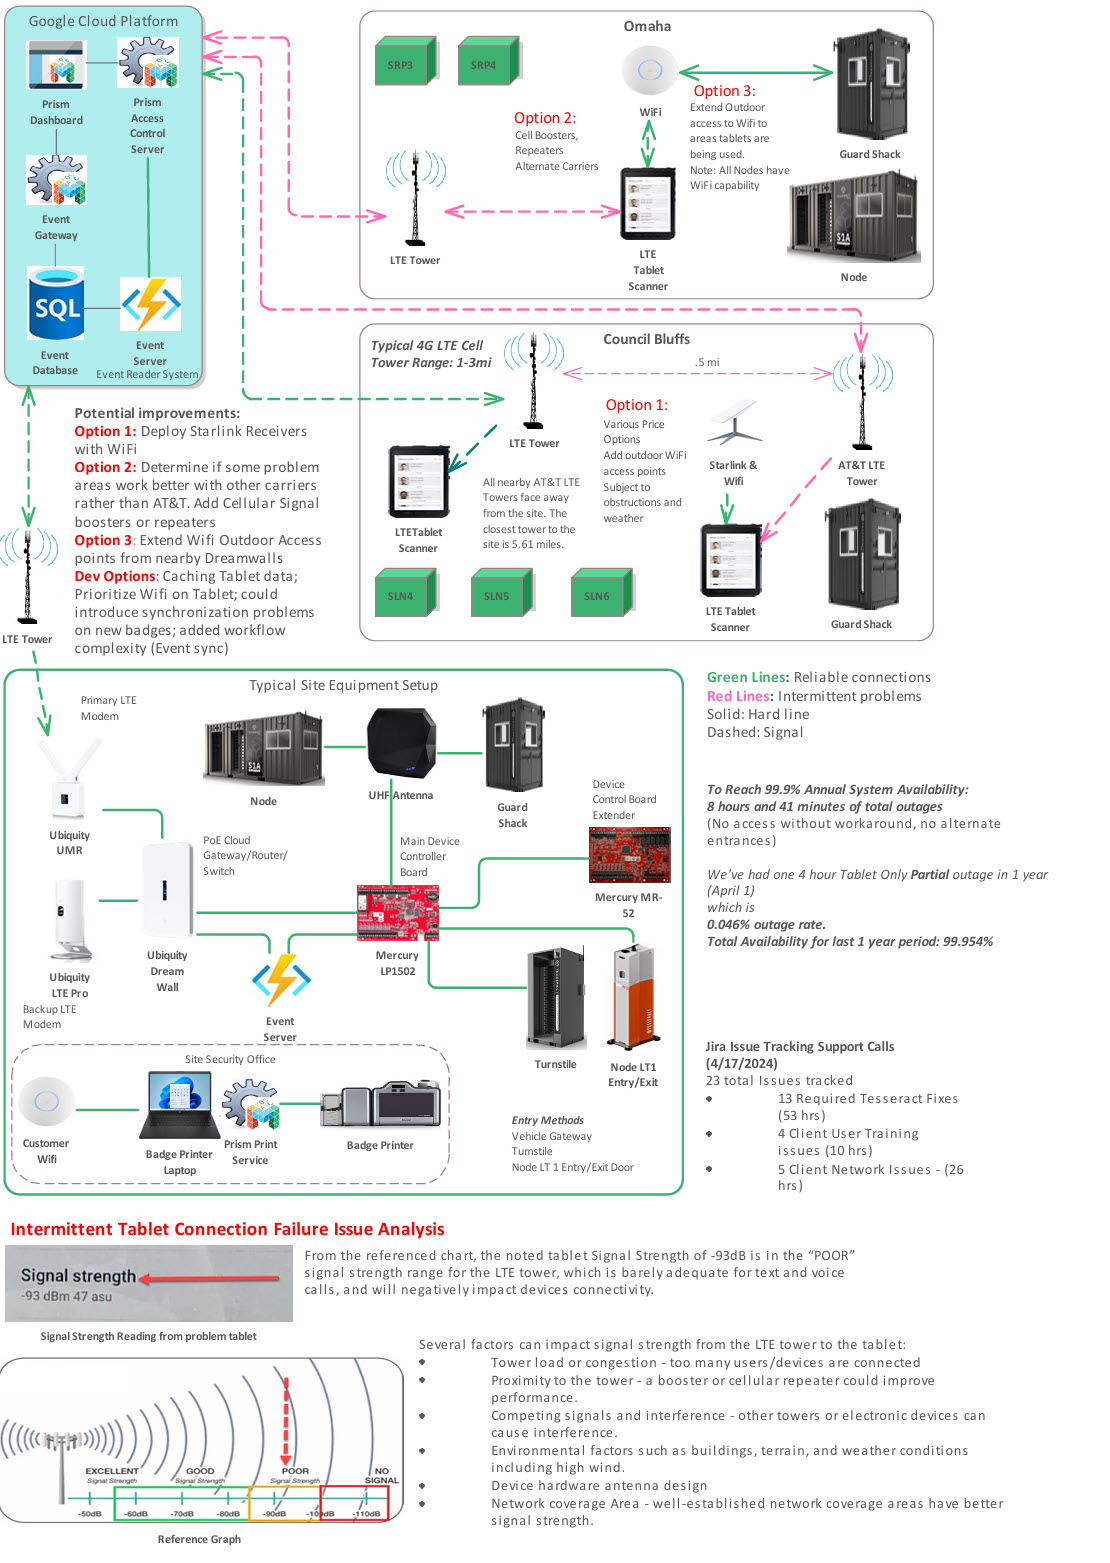 Google Cloud Platform
Prism
Dashboard
Prism
Access
Control
Server
Event
Gateway
SQL
Event
Database
Event
Server
Event Reader System
Omaha
SRP3
SRP4
WiFi
Option 3:
Extend Outdoor
access to Wifi to
areas tablets are
being used.
Note: All Nodes have
WiFi capability
Option 2:
Cell Boosters,
Repeaters
Alternate Carriers
Guard Shack
LTE Tower
LTE
Tablet
Scanner
S1A
Node
Typical 4G LTE Cell
Tower Range: 1-3mi
Council Bluffs
.5 mi
LTE Tower
Option 1:
Various Price
Options
Add outdoor WiFi
access points
Subject to
obstructions and
weather
Starlink &
Wifi
AT&T LTE
Tower
All nearby AT&T LTE
Towers face away
from the site. The
closest tower to the
site is 5.61 miles.
LTETablet
Scanner
SLN4
SLN5
SLN6
LTE Tablet
Scanner
Guard Shack
Potential improvements:
Option 1: Deploy Starlink Receivers
with WiFi
Option 2: Determine if some problem
areas work better with other carriers
rather than AT&T. Add Cellular Signal
boosters or repeaters
Option 3: Extend Wifi Outdoor Access
points from nearby Dreamwalls
Dev Options: Caching Tablet data;
Prioritize Wifi on Tablet; could
introduce synchronization problems
on new badges; added workflow
complexity (Event sync)
LTE Tower
Typical Site Equipment Setup
Primary LTE
Modem
S1A
Node
UHF Antenna
Guard
Shack
Device
Control Board
Extender
Ubiquity
UMR
PoE Cloud
Gateway/Router/
Switch
Main Device
Controller
Board
Mercury MR-
52
Ubiquity
LTE Pro
Backup LTE
Modem
Ubiquity
Dream
Wall
Mercury
LP1502
Event
Server
Turnstile
Node LT1
Entry/Exit
Site Security Office
Customer
Wifi
Badge Printer
Laptop
Prism Print
Service
Badge Printer
Entry Methods
Vehicle Gateway
Turnstile
Node LT 1 Entry/Exit Door
Green Lines: Reliable connections
Red Lines: Intermittent problems
Solid: Hard line
Dashed: Signal
To Reach 99.9% Annual System Availability:
8 hours and 41 minutes of total outages
(No access without workaround, no alternate
entrances)
We've had one 4 hour Tablet Only Partial outage in 1 year
(April 1)
which is
0.046% outage rate.
Total Availability for last 1 year period: 99.954%
Jira Issue Tracking Support Calls
(4/17/2024)
23 total Issues tracked
• 13 Required Tesseract Fixes
(53 hrs)
• 4 Client User Training
issues (10 hrs)
• 5 Client Network Issues - (26
hrs)
Intermittent Tablet Connection Failure Issue Analysis
Signal strength
-93 dBm 47 asu
Signal Strength Reading from problem tablet
From the referenced chart, the noted tablet Signal Strength of -93dB is in the “POOR”
signal strength range for the LTE tower, which is barely adequate for text and voice
calls, and will negatively impact devices connectivity.
Several factors can impact signal strength from the LTE tower to the tablet:
• Tower load or congestion - too many users/devices are connected
• Proximity to the tower - a booster or cellular repeater could improve
performance.
• Competing signals and interference - other towers or electronic devices can
cause interference.
• Environmental factors such as buildings, terrain, and weather conditions
including high wind.
• Device hardware antenna design
• Network coverage Area - well-established network coverage areas have better
signal strength.
EXCELLENT
Signal Strength
GOOD
Signal Strength
POOR
Signal Strength
NO
SIGNAL
-50dB -60dB -70dB -80dB -90dB -100dB -110dB
Reference Graph